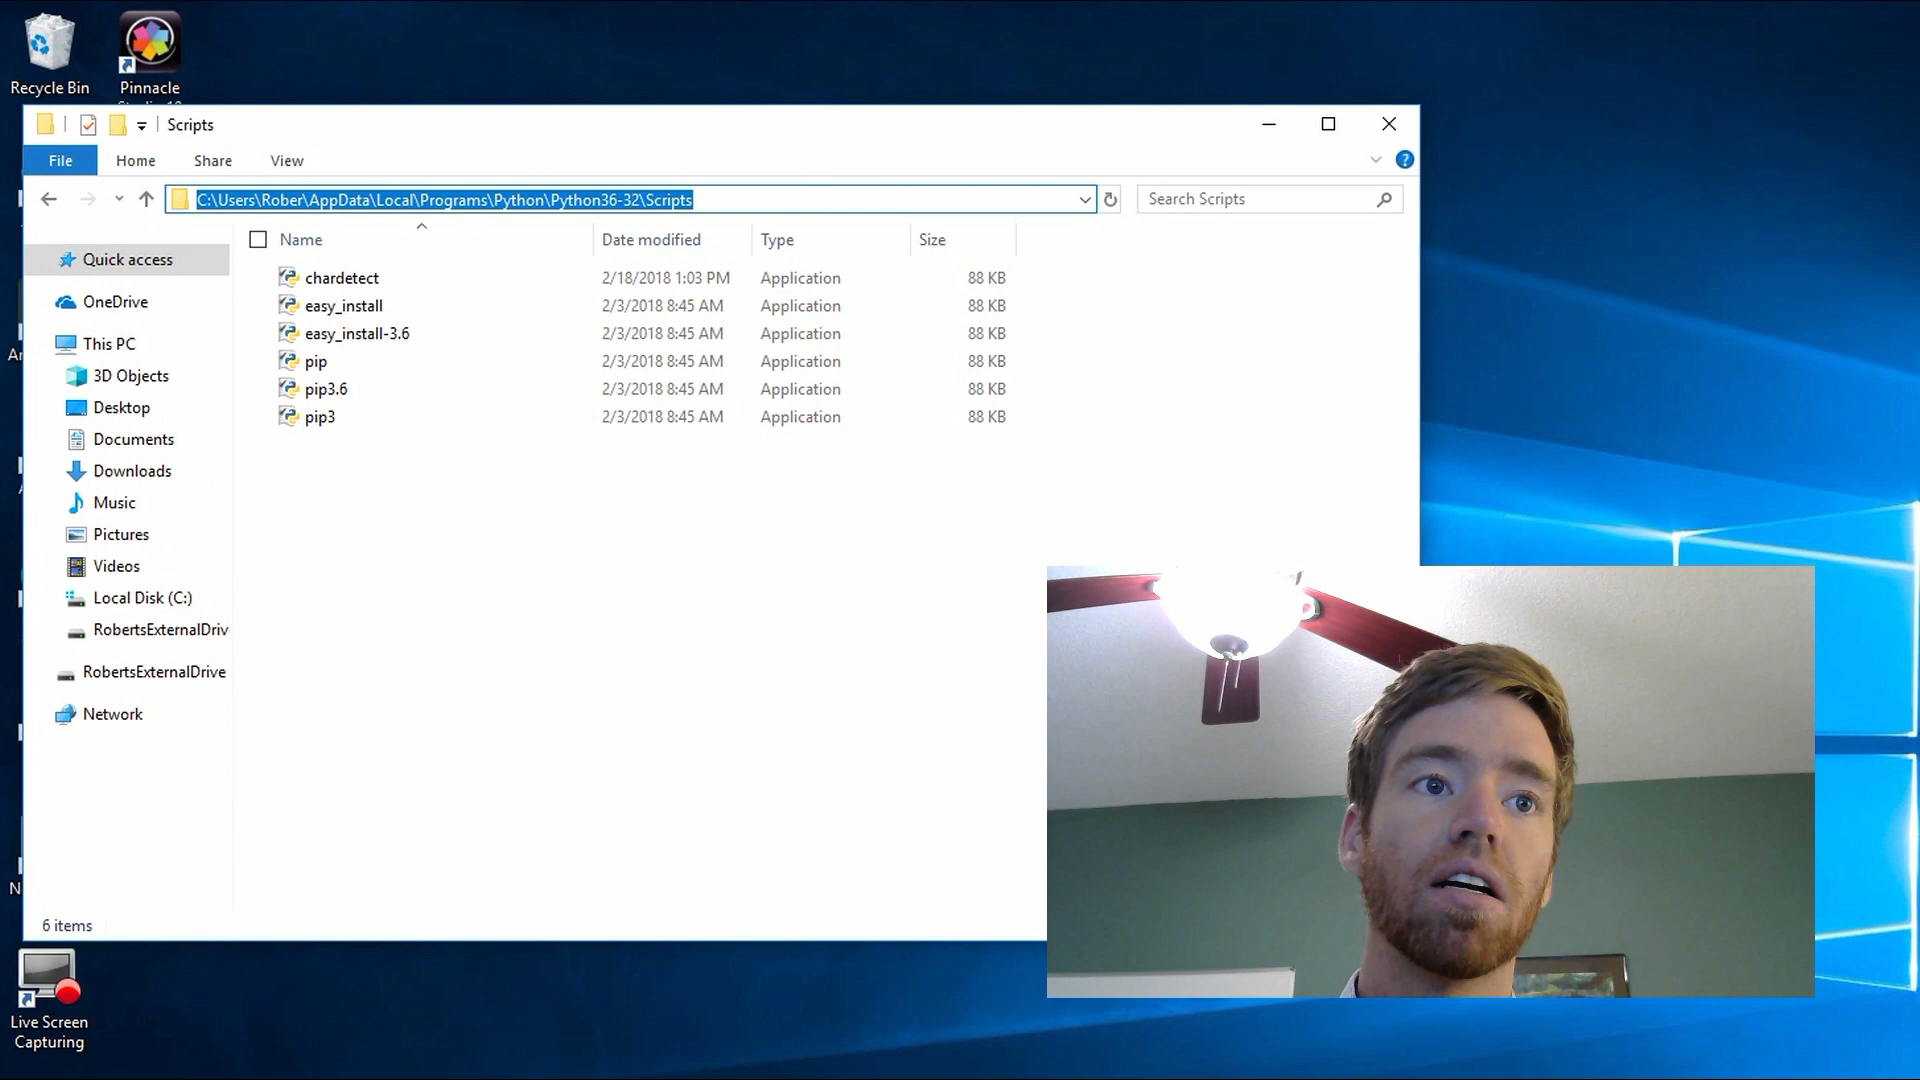 Recycle Bin
Pinnacle
Scripts
File
Home
Share
View
C:\Users\Rober\AppData\Local\Programs\Python\Python36-32\Scripts
Search Scripts
Name
Date modified
Type
Size
Quick access
OneDrive
This PC
3D Objects
Desktop
Documents
Downloads
Music
Pictures
Videos
Local Disk (C:)
RobertsExternalDriv
RobertsExternalDrive
Network
chardetect 2/18/2018 1:03 PM Application 88 KB
easy_install 2/3/2018 8:45 AM Application 88 KB
easy_install-3.6 2/3/2018 8:45 AM Application 88 KB
pip 2/3/2018 8:45 AM Application 88 KB
pip3.6 2/3/2018 8:45 AM Application 88 KB
pip3 2/3/2018 8:45 AM Application 88 KB
6 items
Live Screen
Capturing